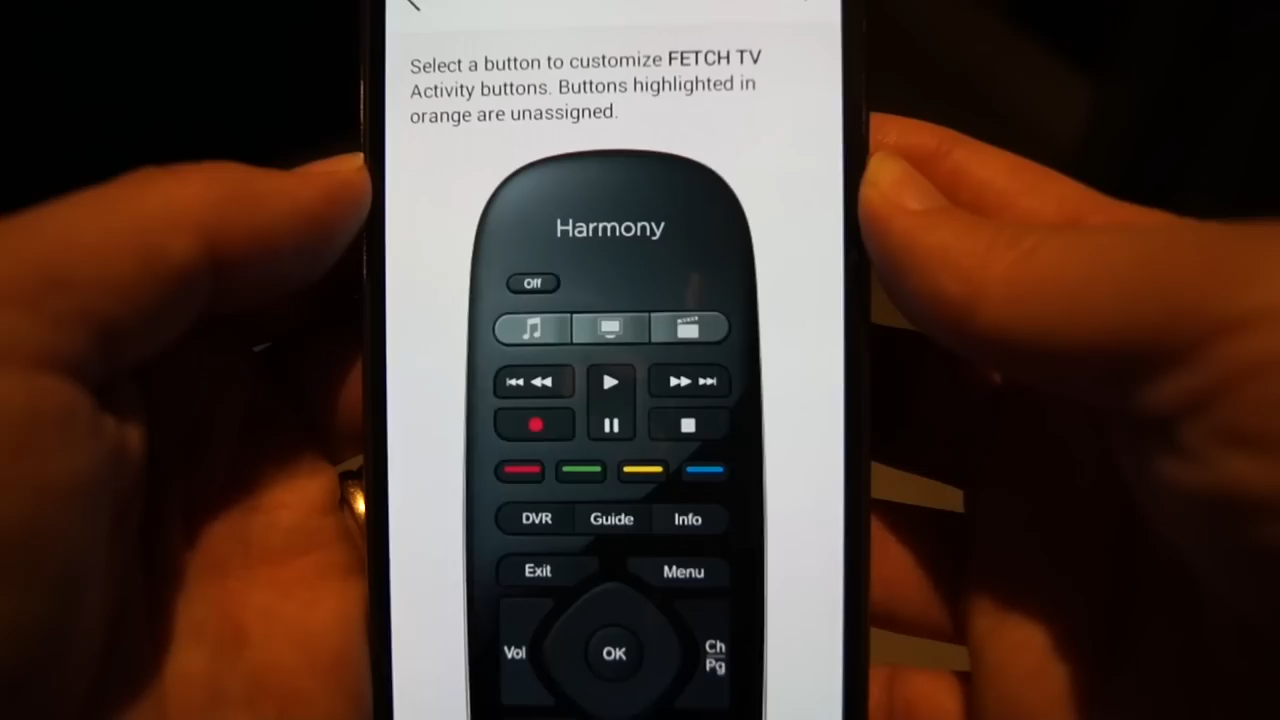 Select a button to customize FETCH TV
Activity buttons. Buttons highlighted in
orange are unassigned.
Harmony
Off
DVR Guide Info
Exit Menu
Vol OK Ch
Pg